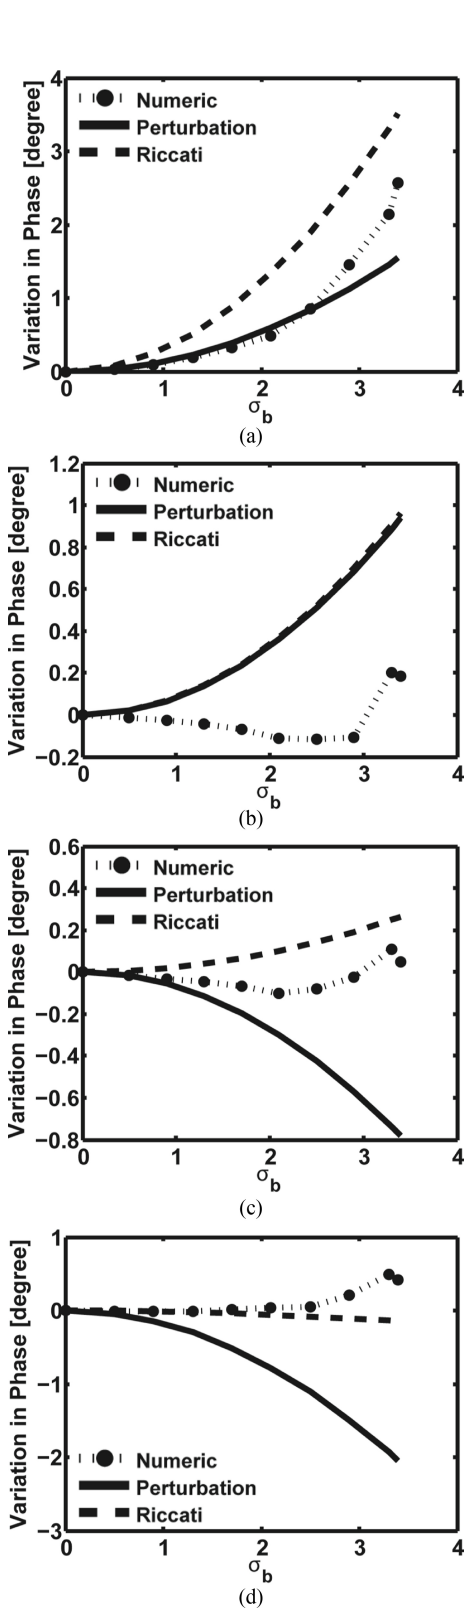 Variation in Phase [degree]
4
3
2
1
0
Numeric
Perturbation
Riccati
0 1 2 3 4
σb
(a)
Variation in Phase [degree]
1.2
1
0.8
0.6
0.4
0.2
0
−0.2
Numeric
Perturbation
Riccati
0 1 2 3 4
σb
(b)
Variation in Phase [degree]
0.6
0.4
0.2
0
−0.2
−0.4
−0.6
−0.8
Numeric
Perturbation
Riccati
0 1 2 3 4
σb
(c)
Variation in Phase [degree]
1
0
−1
−2
−3
Numeric
Perturbation
Riccati
0 1 2 3 4
σb
(d)